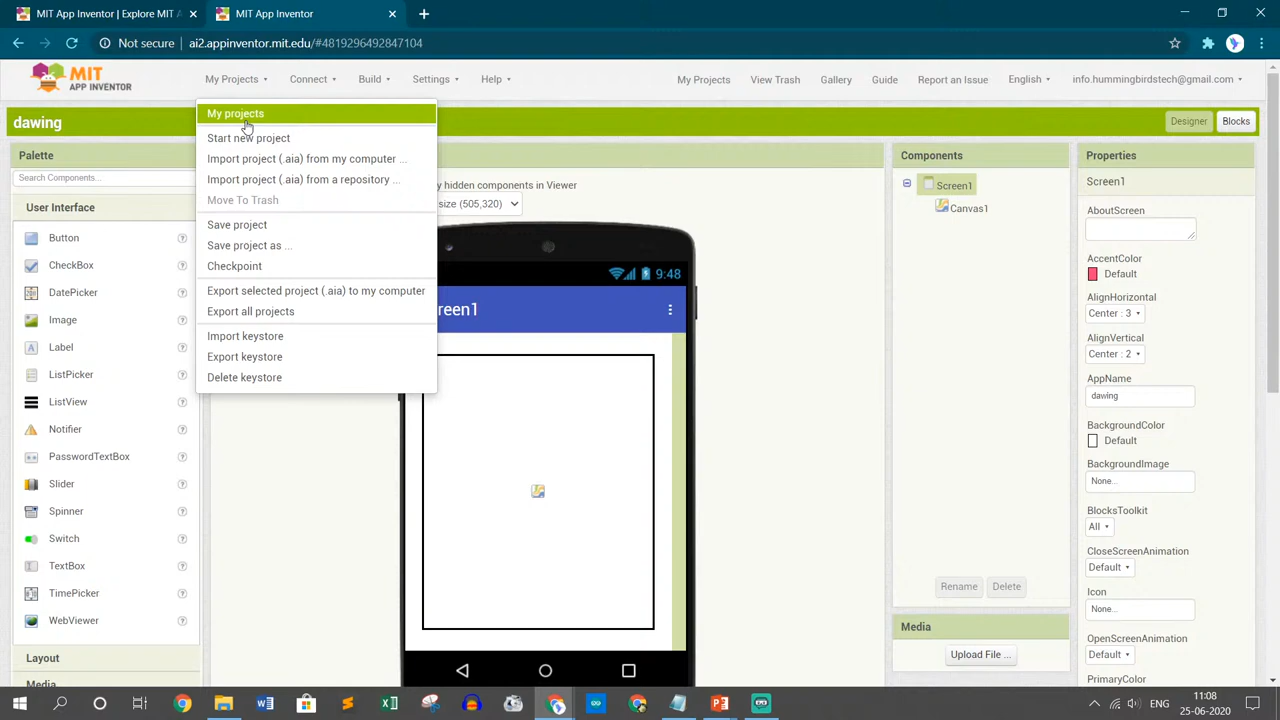 MIT App Inventor | Explore MIT A
MIT App Inventor
Not secure
ai2.appinventor.mit.edu/#4819296492847104
MIT
APP INVENTOR
My Projects
Connect
Build
Settings
Help
My Projects
View Trash
Gallery
Guide
Report an Issue
English
info.hummingbirdstech@gmail.com
dawing
Designer
Blocks
My projects
Start new project
Import project (.aia) from my computer ...
Import project (.aia) from a repository ...
Move To Trash
Save project
Save project as ...
Checkpoint
Export selected project (.aia) to my computer
Export all projects
Import keystore
Export keystore
Delete keystore
Palette
Search Components...
User Interface
Button
CheckBox
DatePicker
Image
Label
ListPicker
ListView
Notifier
PasswordTextBox
Slider
Spinner
Switch
TextBox
TimePicker
WebViewer
Layout
Media
y hidden components in Viewer
size (505,320)
9:48
reen1
Components
Screen1
Canvas1
Rename
Delete
Media
Upload File ...
Properties
Screen1
AboutScreen
AccentColor
Default
AlignHorizontal
Center : 3
AlignVertical
Center : 2
AppName
dawing
BackgroundColor
Default
BackgroundImage
None...
BlocksToolkit
All
CloseScreenAnimation
Default
Icon
None...
OpenScreenAnimation
Default
PrimaryColor
ENG
11:08
25-06-2020